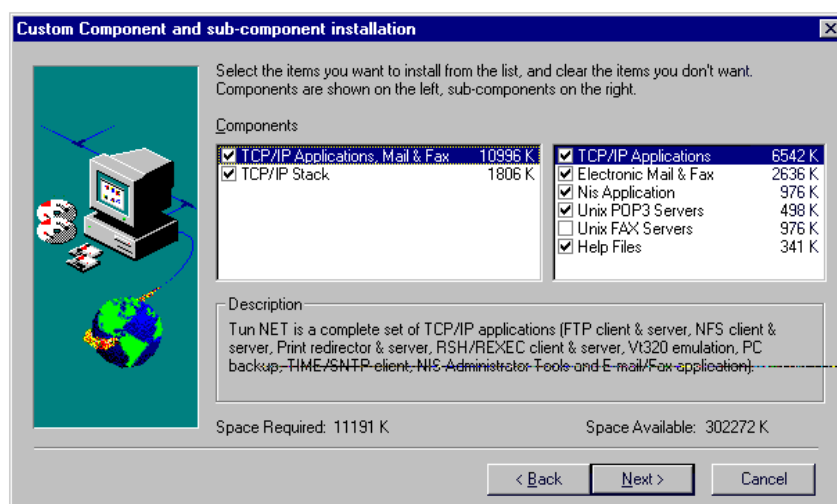 Custom Component and sub-component installation
Select the items you want to install from the list, and clear the items you don't want.
Components are shown on the left, sub-components on the right.
Components
TCP/IP Applications, Mail & Fax 10996 K
TCP/IP Stack 1806 K
TCP/IP Applications 6542 K
Electronic Mail & Fax 2636 K
Nis Application 976 K
Unix POP3 Servers 498 K
Unix FAX Servers 976 K
Help Files 341 K
Description
Tun NET is a complete set of TCP/IP applications (FTP client & server, NFS client &
server, Print redirector & server, RSH/REXEC client & server, Vt320 emulation, PC
backup, TIME/SNTP client, NIS Administrator Tools and E-mail/Fax application).
Space Required: 11191 K
Space Available: 302272 K
< Back
Next >
Cancel